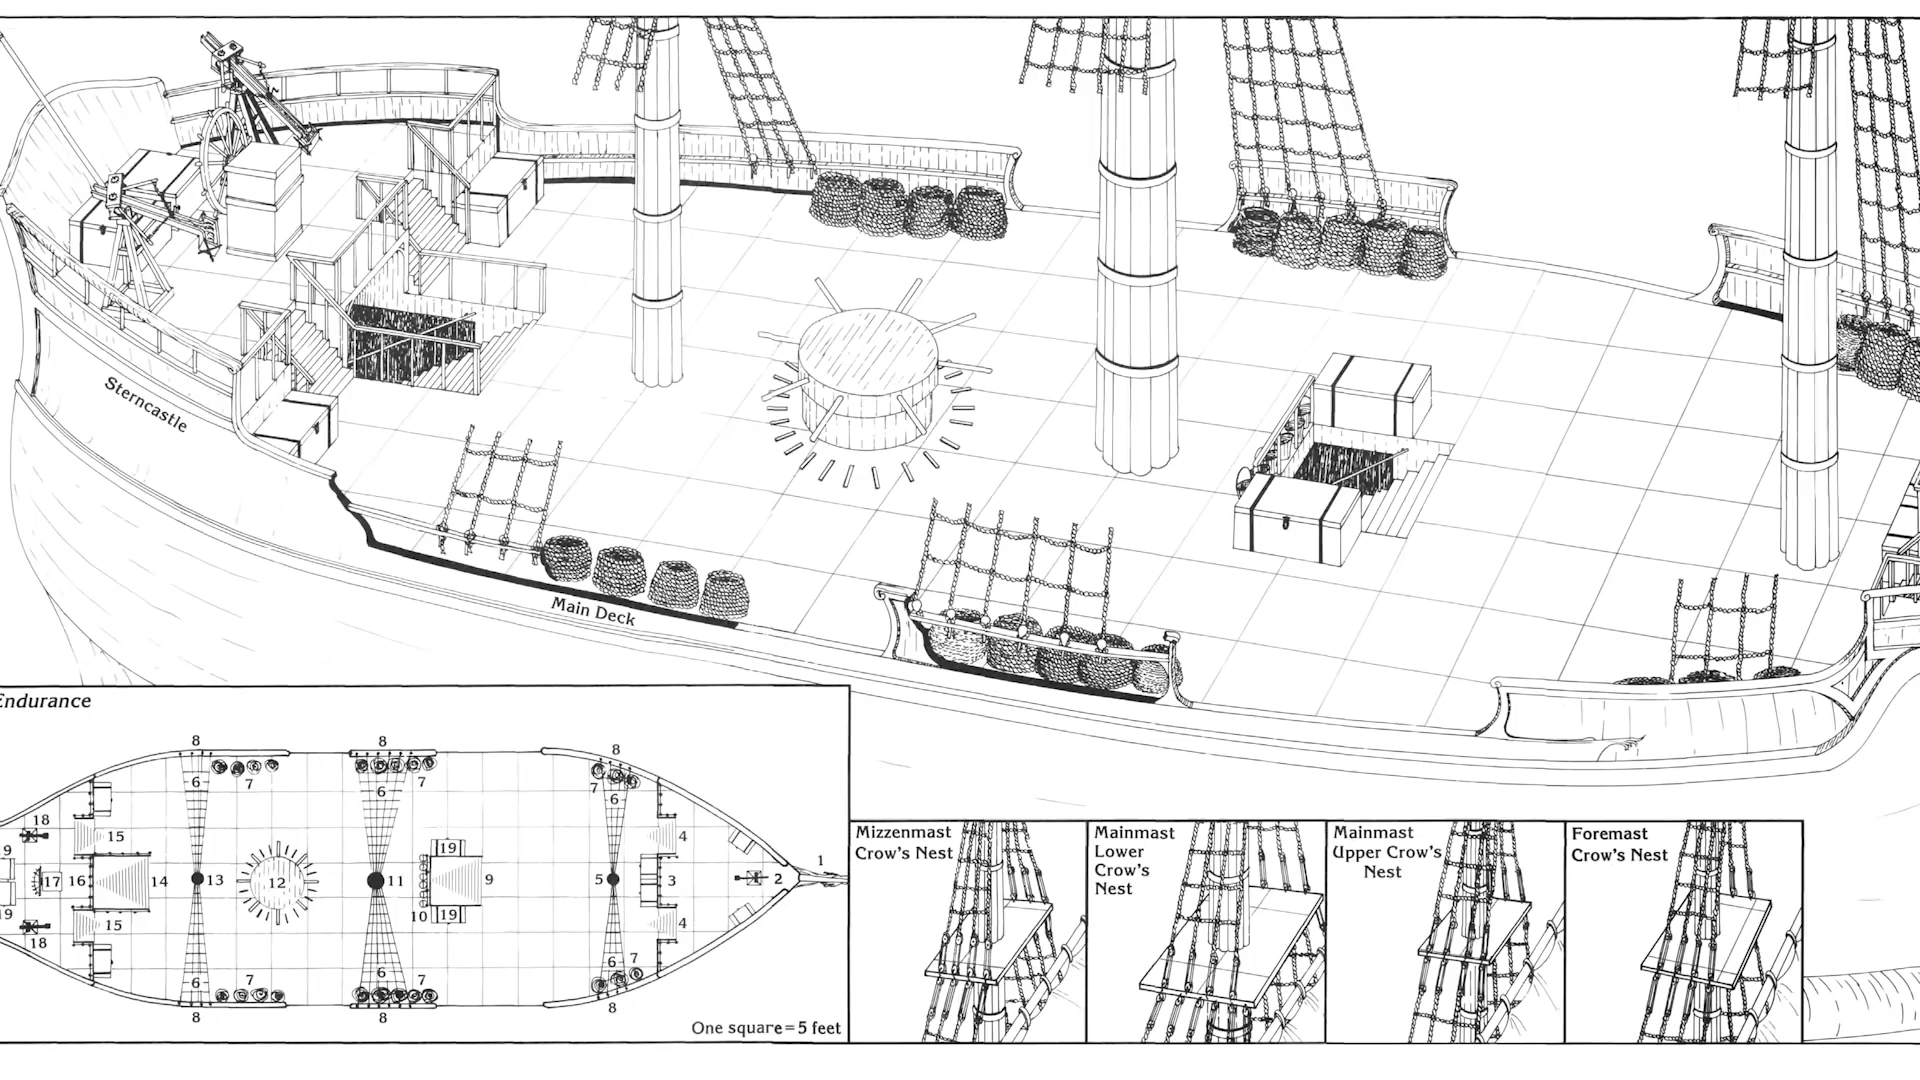 Sterncastle
Main Deck
Endurance
8
8
8
6
7
6
7
7
6
18
15
4
1
19
9
17
16
14
13
12
11
19
9
5
3
2
10
19
19
15
4
18
6
7
6
7
6
7
8
8
8
One square=5 feet
Mizzenmast
Crow's Nest
Mainmast
Lower
Crow's
Nest
Mainmast
Upper Crow's
Nest
Foremast
Crow's Nest